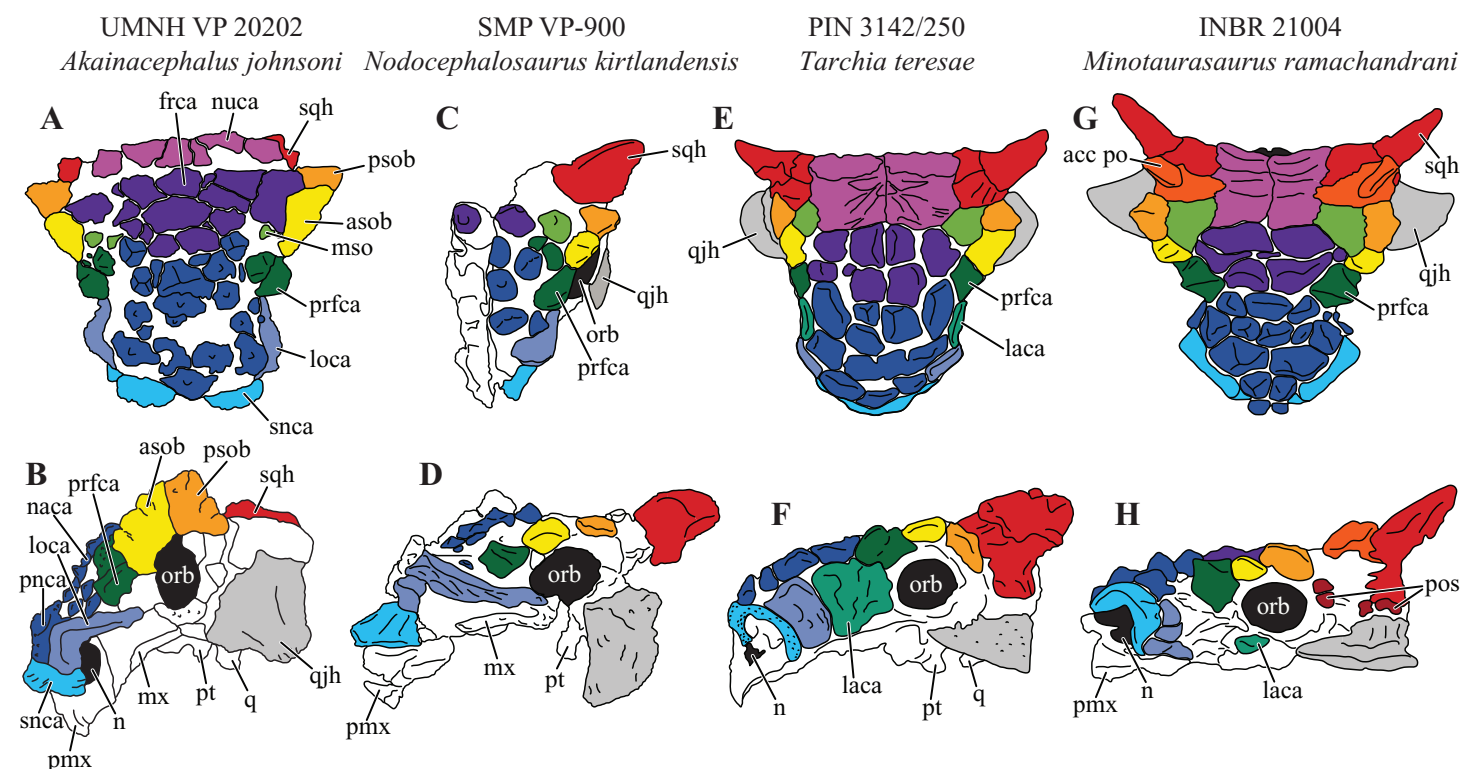 UMNH VP 20202
Akainacephalus johnsoni
SMP VP-900
Nodocephalosaurus kirtlandensis
PIN 3142/250
Tarchia teresae
INBR 21004
Minotaurasaurus ramachandrani
A
frca
nuca
sqh
psob
asob
mso
prfca
loca
snca
C
sqh
qjh
orb
prfca
E
qjh
prfca
laca
G
acc po
sqh
qjh
prfca
B
asob
psob
sqh
prfca
naca
loca
pnca
orb
snca
pmx
n
mx
pt
q
qjh
D
orb
mx
pt
pmx
F
orb
n
laca
pt
q
H
orb
pos
pmx
n
laca